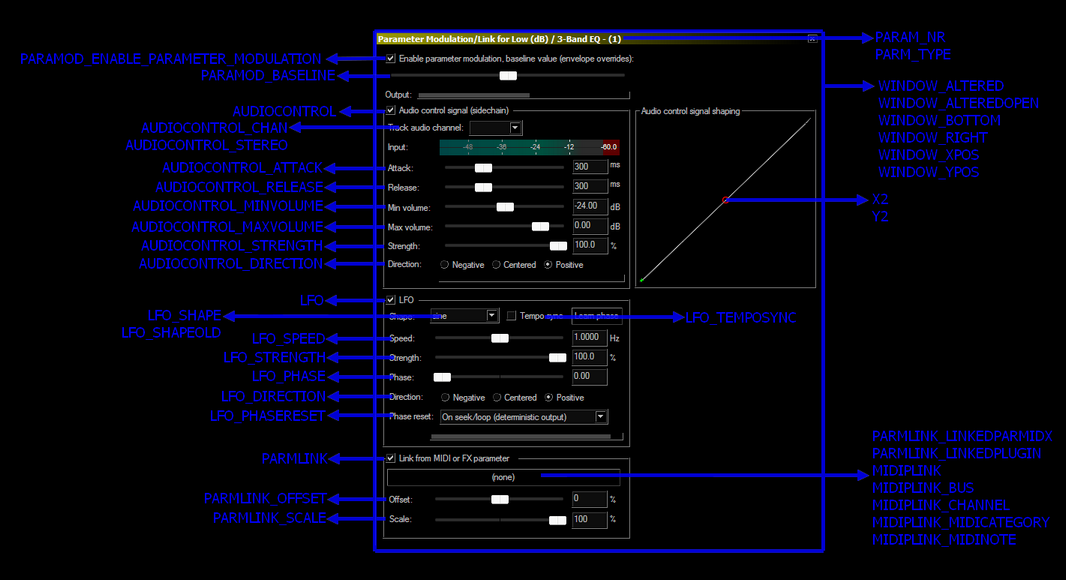 Parameter Modulation/Link for Low (dB) / 3-Band EQ - (1)
PARAM_NR
PARM_TYPE
PARAMOD_ENABLE_PARAMETER_MODULATION
Enable parameter modulation, baseline value (envelope overrides):
PARAMOD_BASELINE
Output:
WINDOW_ALTERED
WINDOW_ALTEREDOPEN
WINDOW_BOTTOM
WINDOW_RIGHT
WINDOW_XPOS
WINDOW_YPOS
AUDIOCONTROL
Audio control signal (sidechain)
Audio control signal shaping
AUDIOCONTROL_CHAN
AUDIOCONTROL_STEREO
Track audio channel:
Input: -48 -36 -24 -12 -60.0
AUDIOCONTROL_ATTACK
Attack: 300 ms
AUDIOCONTROL_RELEASE
Release: 300 ms
AUDIOCONTROL_MINVOLUME
Min volume: -24.00 dB
X2
Y2
AUDIOCONTROL_MAXVOLUME
Max volume: 0.00 dB
AUDIOCONTROL_STRENGTH
Strength: 100.0 %
AUDIOCONTROL_DIRECTION
Direction: Negative Centered Positive
LFO
LFO
LFO_SHAPE
LFO_SHAPEOLD
Shape: sine Tempo sync Learn phase
LFO_TEMPOSYNC
LFO_SPEED
Speed: 1.0000 Hz
LFO_STRENGTH
Strength: 100.0 %
LFO_PHASE
Phase: 0.00
LFO_DIRECTION
Direction: Negative Centered Positive
LFO_PHASERESET
Phase reset: On seek/loop (deterministic output)
PARMLINK
Link from MIDI or FX parameter
(none)
PARMLINK_LINKEDPARMIDX
PARMLINK_LINKEDPLUGIN
MIDIPLINK
MIDIPLINK_BUS
MIDIPLINK_CHANNEL
MIDIPLINK_MIDICATEGORY
MIDIPLINK_MIDINOTE
PARMLINK_OFFSET
Offset: 0 %
PARMLINK_SCALE
Scale: 100 %